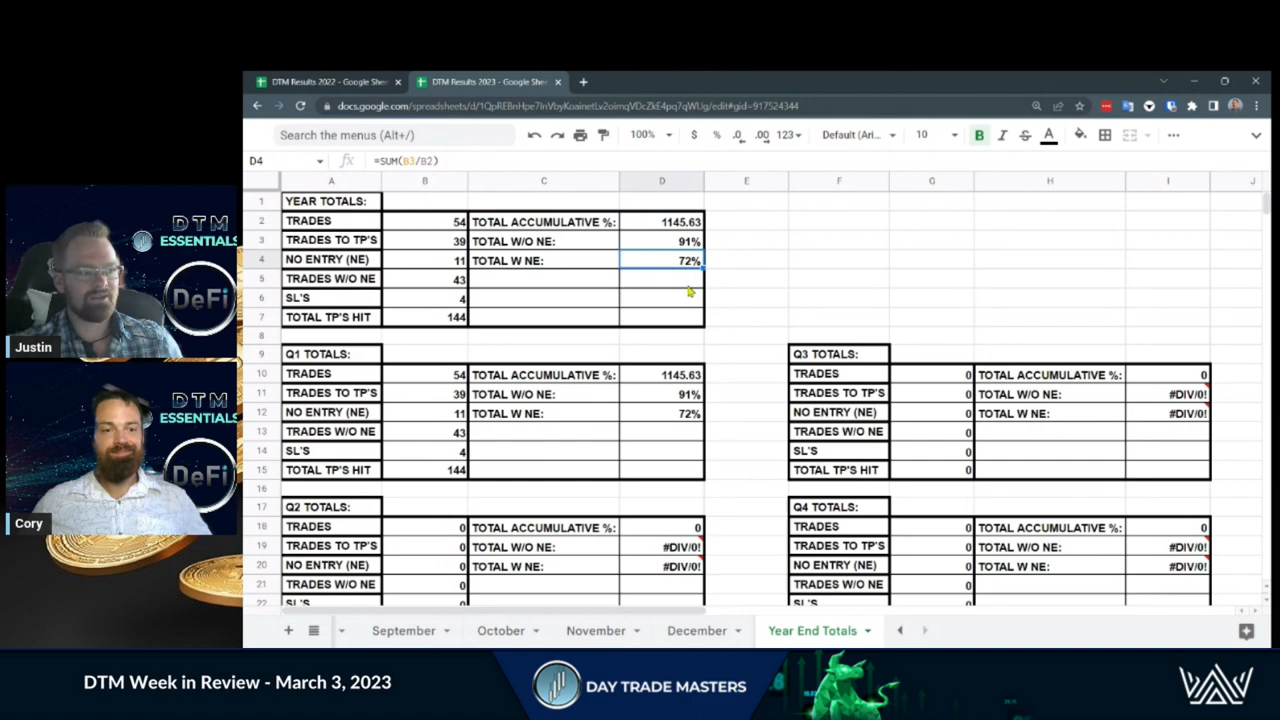 DTM Results 2022 - Google She
DTM Results 2023 - Google She
Search the menus (Alt+/)
100%
$
%
.0
.00
123
Default (Ari...
10
B
I
S
A
D4
fx
=SUM(B3/B2)
A B C D E F G H I J
1 YEAR TOTALS:
2 TRADES 54 TOTAL ACCUMULATIVE %: 1145.63
3 TRADES TO TP'S 39 TOTAL W/O NE: 91%
4 NO ENTRY (NE) 11 TOTAL W NE: 72%
5 TRADES W/O NE 43
6 SL'S 4
7 TOTAL TP'S HIT 144
8
9 Q1 TOTALS: Q3 TOTALS:
10 TRADES 54 TOTAL ACCUMULATIVE %: 1145.63 TRADES 0 TOTAL ACCUMULATIVE %: 0
11 TRADES TO TP'S 39 TOTAL W/O NE: 91% TRADES TO TP'S 0 TOTAL W/O NE: #DIV/0!
12 NO ENTRY (NE) 11 TOTAL W NE: 72% NO ENTRY (NE) 0 TOTAL W NE: #DIV/0!
13 TRADES W/O NE 43 TRADES W/O NE 0
14 SL'S 4 SL'S 0
15 TOTAL TP'S HIT 144 TOTAL TP'S HIT 0
16
17 Q2 TOTALS: Q4 TOTALS:
18 TRADES 0 TOTAL ACCUMULATIVE %: 0 TRADES 0 TOTAL ACCUMULATIVE %: 0
19 TRADES TO TP'S 0 TOTAL W/O NE: #DIV/0! TRADES TO TP'S 0 TOTAL W/O NE: #DIV/0!
20 NO ENTRY (NE) 0 TOTAL W NE: #DIV/0! NO ENTRY (NE) 0 TOTAL W NE: #DIV/0!
21 TRADES W/O NE 0 TRADES W/O NE 0
22 SL'S 0 SL'S 0
September October November December Year End Totals
DTM
ESSENTIALS
DeFi
Justin
DTM
ESSENTIALS
DeFi
Cory
DTM Week in Review - March 3, 2023
DAY TRADE MASTERS